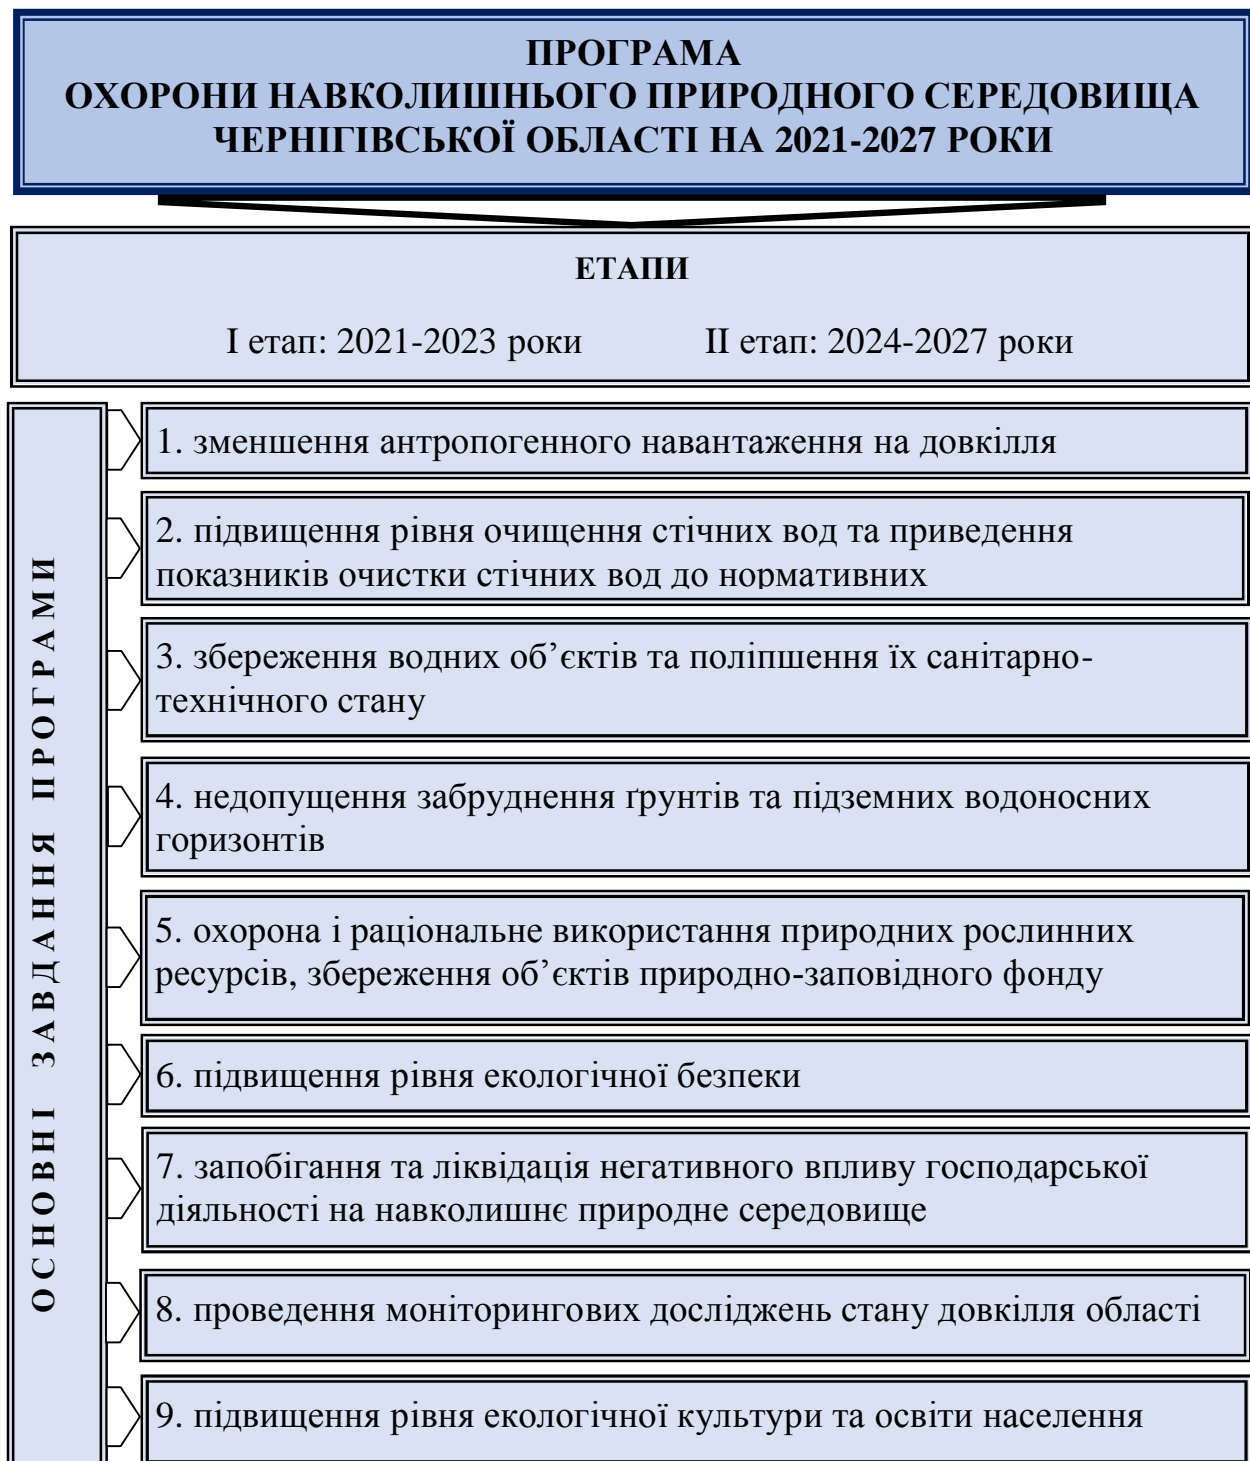 ПРОГРАМА
ОХОРОНИ НАВКОЛИШНЬОГО ПРИРОДНОГО СЕРЕДОВИЩА
ЧЕРНІГІВСЬКОЇ ОБЛАСТІ НА 2021-2027 РОКИ
ЕТАПИ
І етап: 2021-2023 роки ІІ етап: 2024-2027 роки
ОСНОВНІ ЗАВДАННЯ ПРОГРАМИ
1. зменшення антропогенного навантаження на довкілля
2. підвищення рівня очищення стічних вод та приведення
показників очистки стічних вод до нормативних
3. збереження водних об’єктів та поліпшення їх санітарно-
технічного стану
4. недопущення забруднення ґрунтів та підземних водоносних
горизонтів
5. охорона і раціональне використання природних рослинних
ресурсів, збереження об’єктів природно-заповідного фонду
6. підвищення рівня екологічної безпеки
7. запобігання та ліквідація негативного впливу господарської
діяльності на навколишнє природне середовище
8. проведення моніторингових досліджень стану довкілля області
9. підвищення рівня екологічної культури та освіти населення